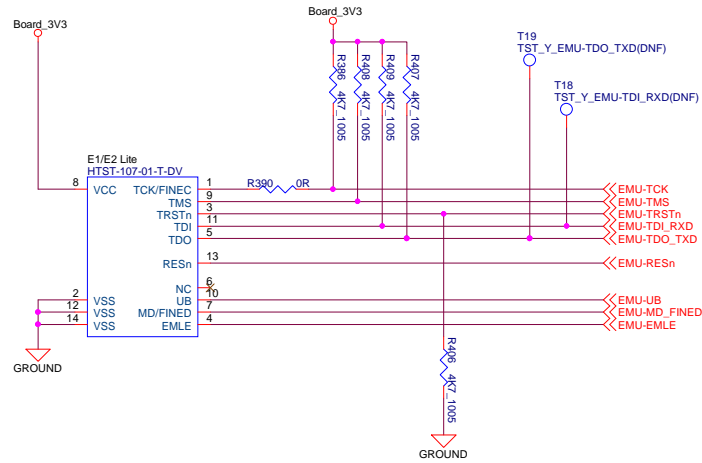 Board_3V3
Board_3V3
T19
TST_Y_EMU-TDO_TXD(DNF)
T18
TST_Y_EMU-TDI_RXD(DNF)
R386 4K7_1005
R408 4K7_1005
R409 4K7_1005
R407 4K7_1005
E1/E2 Lite
HTST-107-01-T-DV
8 VCC TCK/FINEC 1 R390 0R EMU-TCK
TMS 9 EMU-TMS
TRSTn 3 EMU-TRSTn
TDI 11 EMU-TDI_RXD
TDO 5 EMU-TDO_TXD
RESn 13 EMU-RESn
NC 6
2 VSS UB 10 EMU-UB
12 VSS MD/FINED 7 EMU-MD_FINED
14 VSS EMLE 4 EMU-EMLE
GROUND
R406 4K7_1005
GROUND